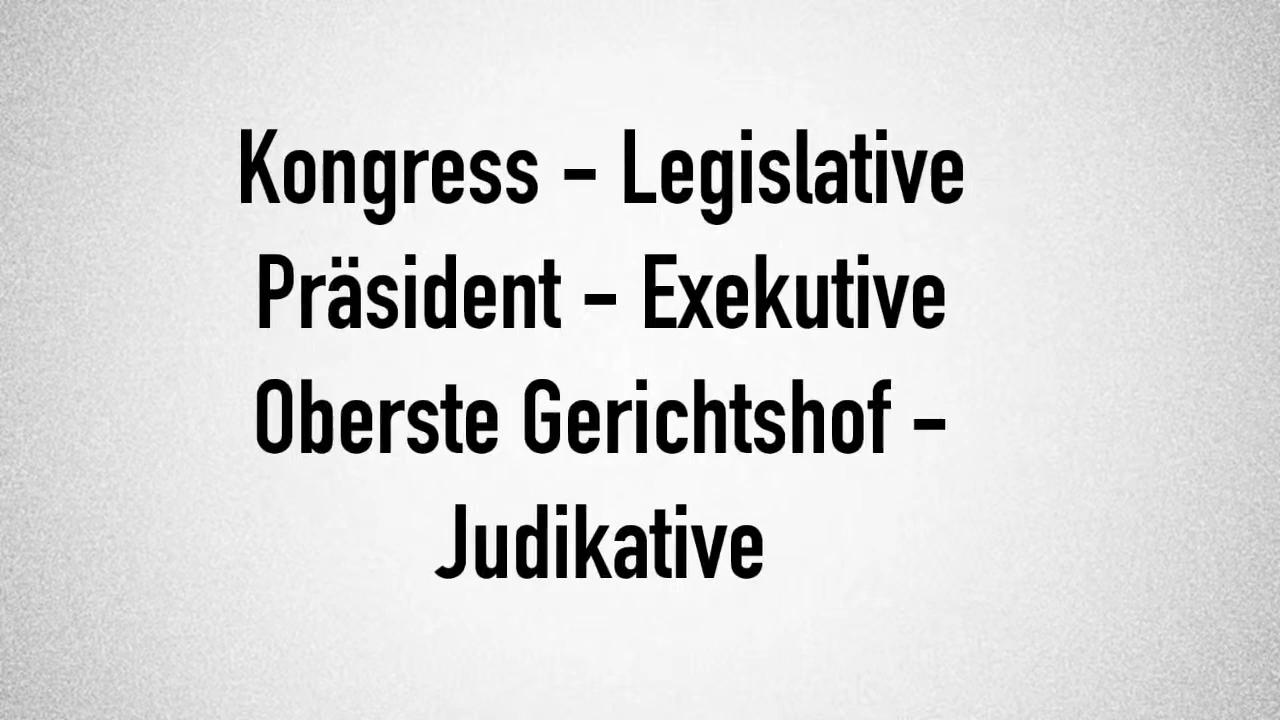 Kongress – Legislative
Präsident – Exekutive
Oberste Gerichtshof –
Judikative